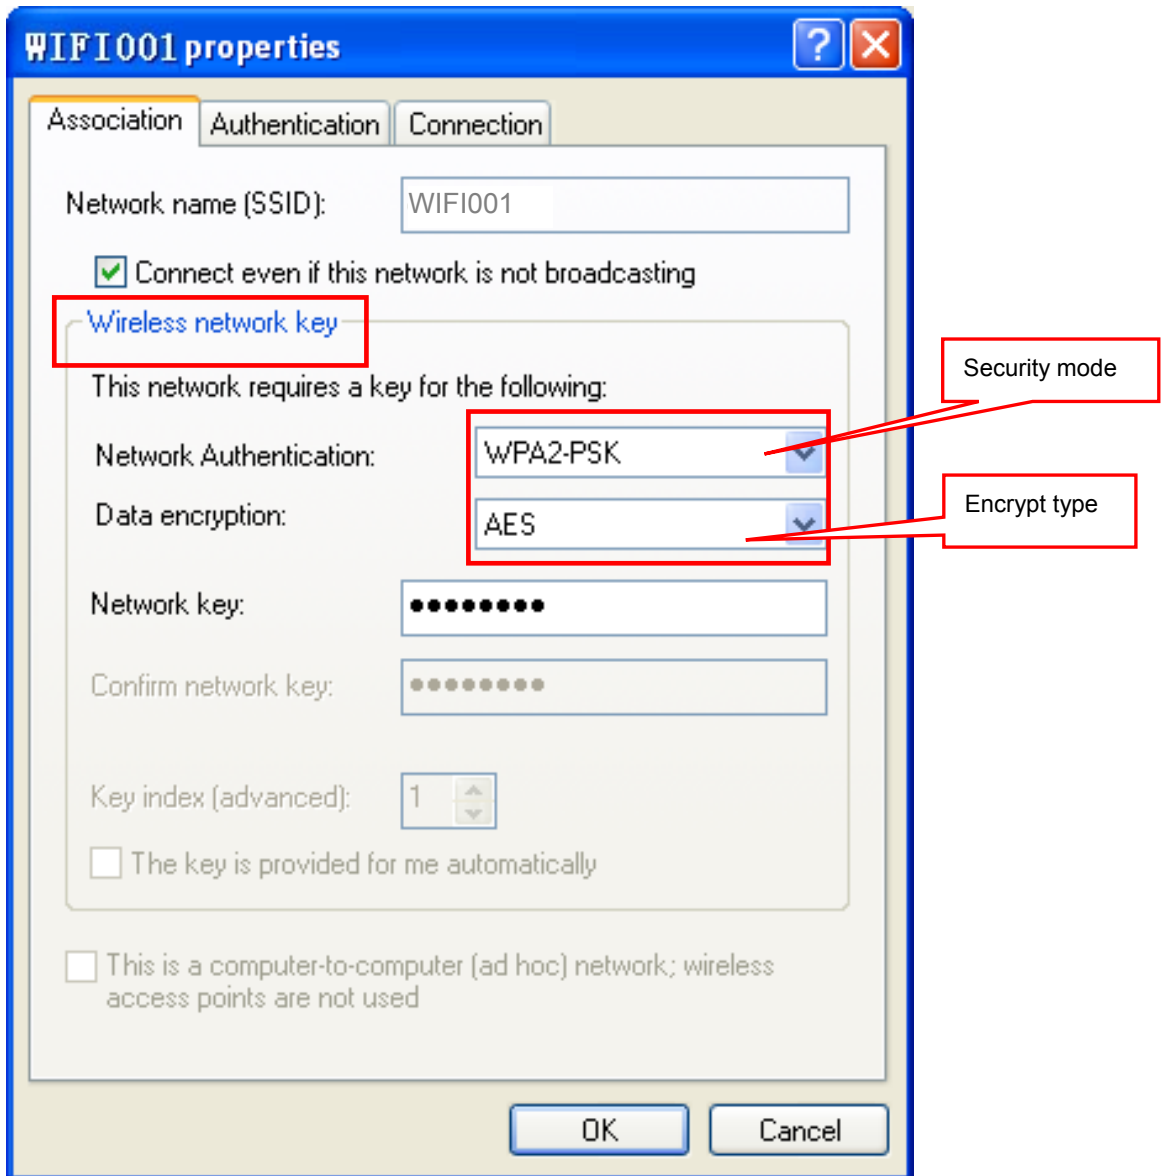 WIFI001 properties
Association Authentication Connection
Network name (SSID): WIFI001
Connect even if this network is not broadcasting
Wireless network key
This network requires a key for the following:
Security mode
Network Authentication: WPA2-PSK
Data encryption: AES
Encrypt type
Network key: ●●●●●●●●
Confirm network key: ●●●●●●●●
Key index (advanced): 1
The key is provided for me automatically
This is a computer-to-computer (ad hoc) network; wireless
access points are not used
OK Cancel